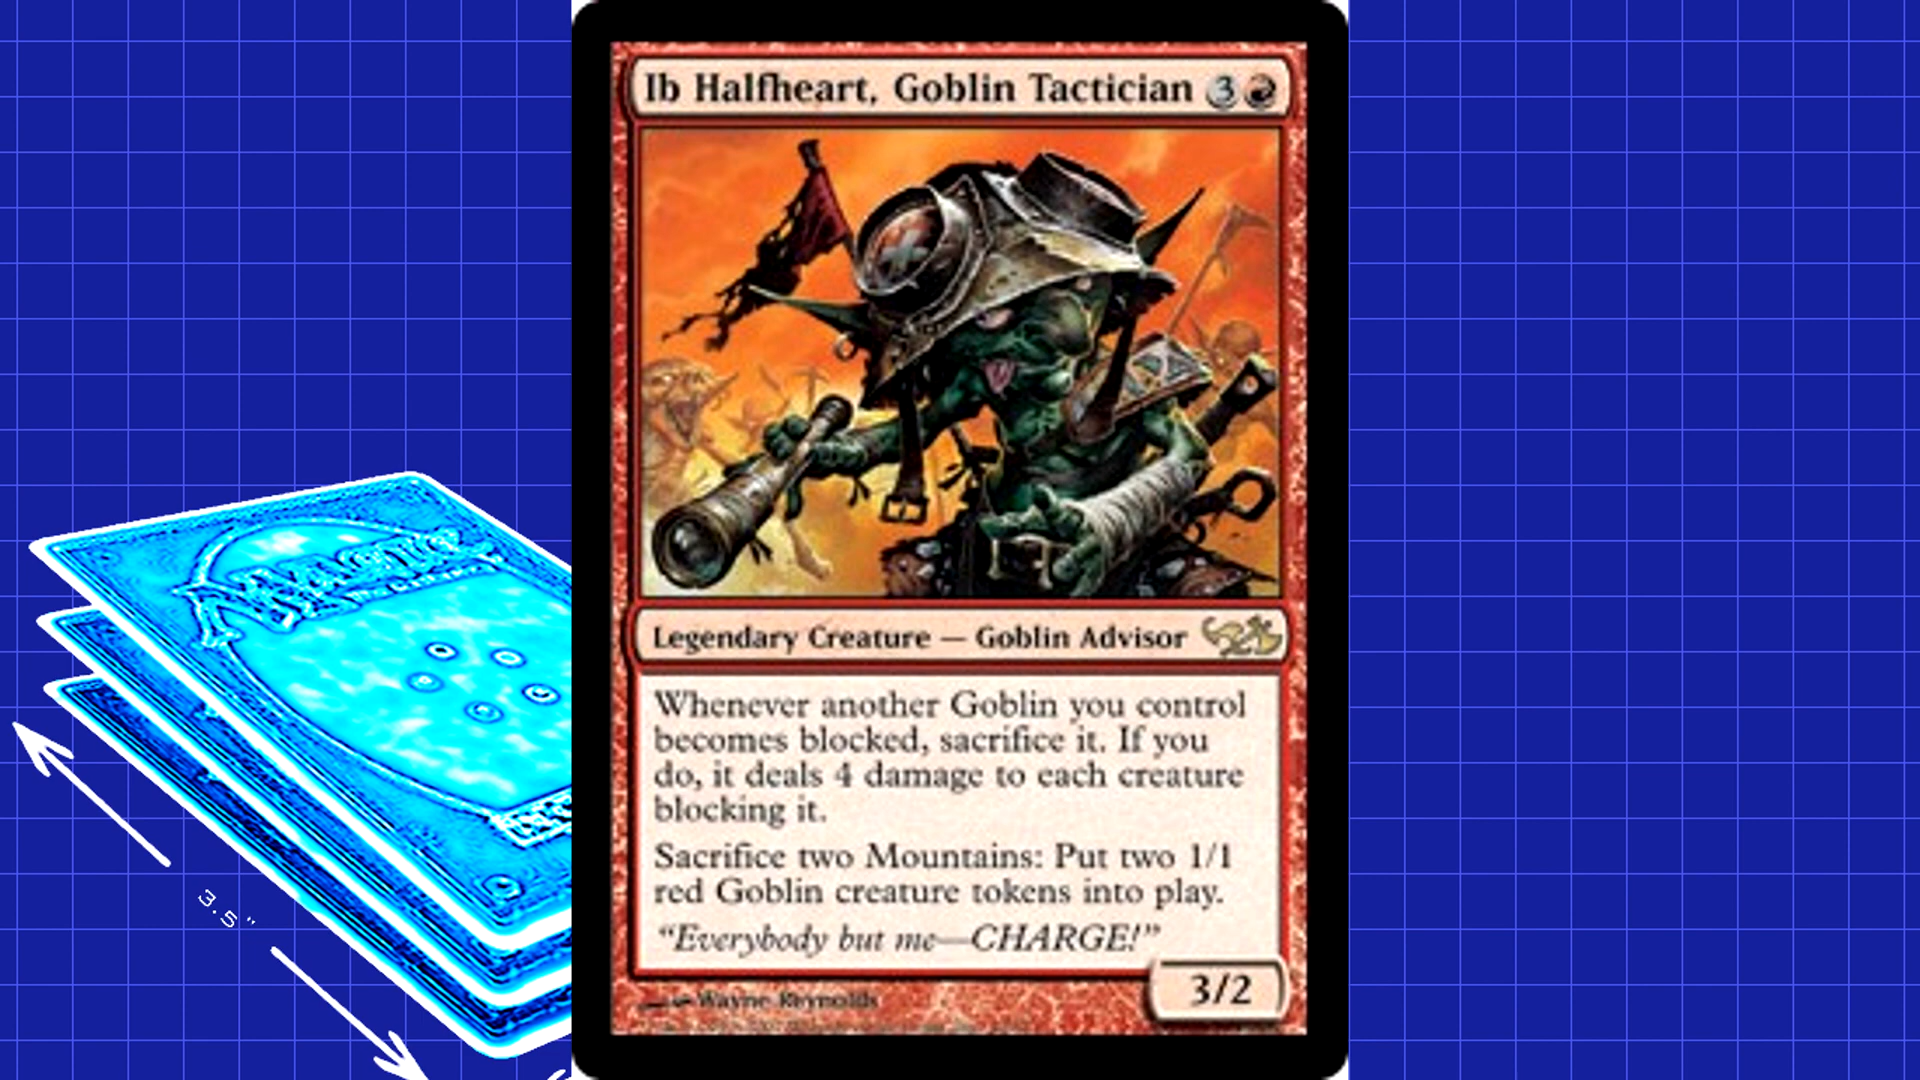 Ib Halfheart, Goblin Tactician 3
Legendary Creature — Goblin Advisor
Whenever another Goblin you control
becomes blocked, sacrifice it. If you
do, it deals 4 damage to each creature
blocking it.
Sacrifice two Mountains: Put two 1/1
red Goblin creature tokens into play.
“Everybody but me—CHARGE!”
3/2
Wayne Reynolds
3.5"